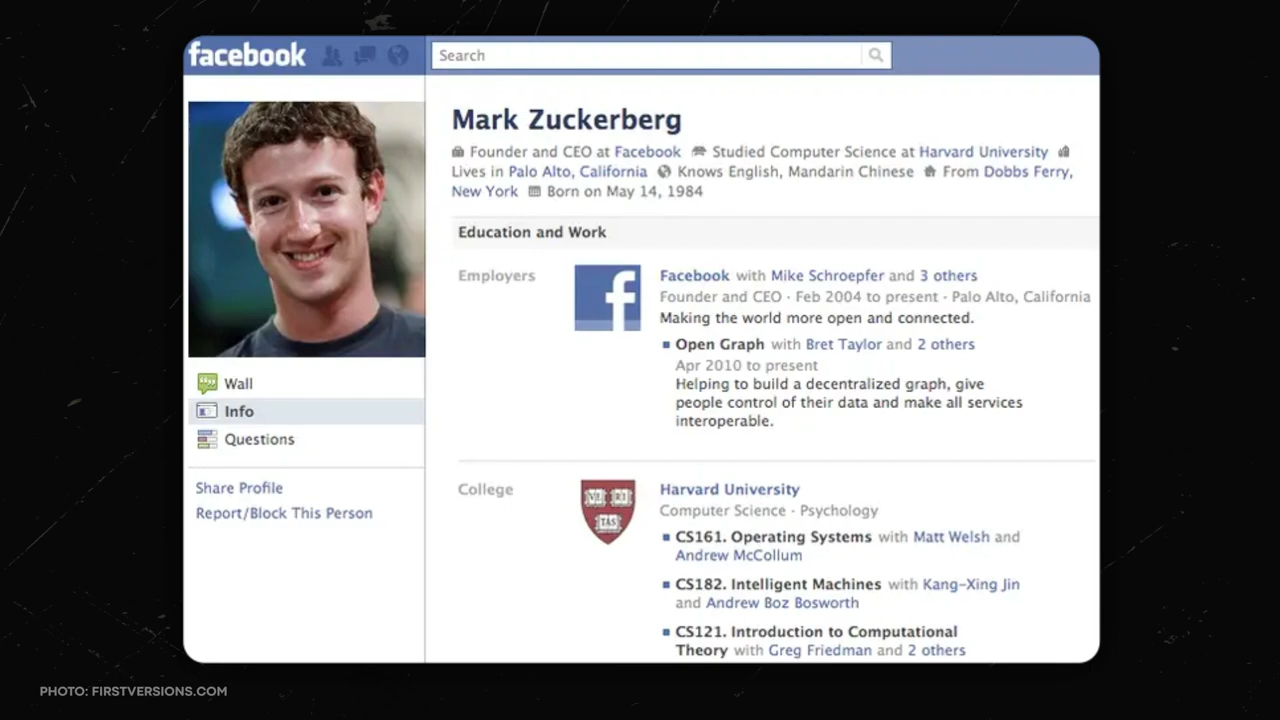 facebook
Search
Mark Zuckerberg
Founder and CEO at Facebook Studied Computer Science at Harvard University
Lives in Palo Alto, California Knows English, Mandarin Chinese From Dobbs Ferry,
New York Born on May 14, 1984
Education and Work
Employers
Facebook with Mike Schroepfer and 3 others
Founder and CEO · Feb 2004 to present · Palo Alto, California
Making the world more open and connected.
Open Graph with Bret Taylor and 2 others
Apr 2010 to present
Helping to build a decentralized graph, give
people control of their data and make all services
interoperable.
Wall
Info
Questions
Share Profile
Report/Block This Person
College
VE RI
TAS
Harvard University
Computer Science · Psychology
CS161. Operating Systems with Matt Welsh and
Andrew McCollum
CS182. Intelligent Machines with Kang-Xing Jin
and Andrew Boz Bosworth
CS121. Introduction to Computational
Theory with Greg Friedman and 2 others
PHOTO: FIRSTVERSIONS.COM